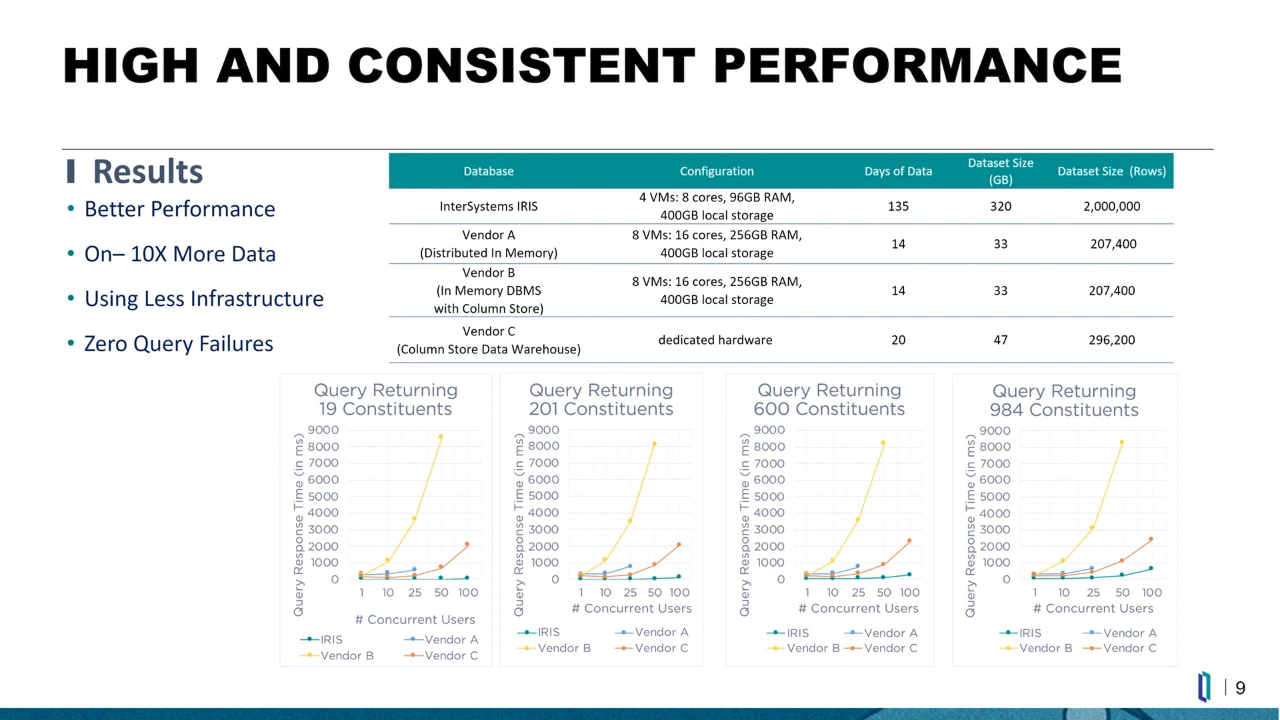 HIGH AND CONSISTENT PERFORMANCE
Results
• Better Performance
• On– 10X More Data
• Using Less Infrastructure
• Zero Query Failures
Database Configuration Days of Data Dataset Size (GB) Dataset Size (Rows)
InterSystems IRIS 4 VMs: 8 cores, 96GB RAM, 400GB local storage 135 320 2,000,000
Vendor A (Distributed In Memory) 8 VMs: 16 cores, 256GB RAM, 400GB local storage 14 33 207,400
Vendor B (In Memory DBMS with Column Store) 8 VMs: 16 cores, 256GB RAM, 400GB local storage 14 33 207,400
Vendor C (Column Store Data Warehouse) dedicated hardware 20 47 296,200
Query Returning
19 Constituents
Query Response Time (in ms)
9000
8000
7000
6000
5000
4000
3000
2000
1000
0
1 10 25 50 100
# Concurrent Users
IRIS Vendor A
Vendor B Vendor C
Query Returning
201 Constituents
Query Response Time (in ms)
9000
8000
7000
6000
5000
4000
3000
2000
1000
0
1 10 25 50 100
# Concurrent Users
IRIS Vendor A
Vendor B Vendor C
Query Returning
600 Constituents
Query Response Time (in ms)
9000
8000
7000
6000
5000
4000
3000
2000
1000
0
1 10 25 50 100
# Concurrent Users
IRIS Vendor A
Vendor B Vendor C
Query Returning
984 Constituents
Query Response Time (in ms)
9000
8000
7000
6000
5000
4000
3000
2000
1000
0
1 10 25 50 100
# Concurrent Users
IRIS Vendor A
Vendor B Vendor C
9